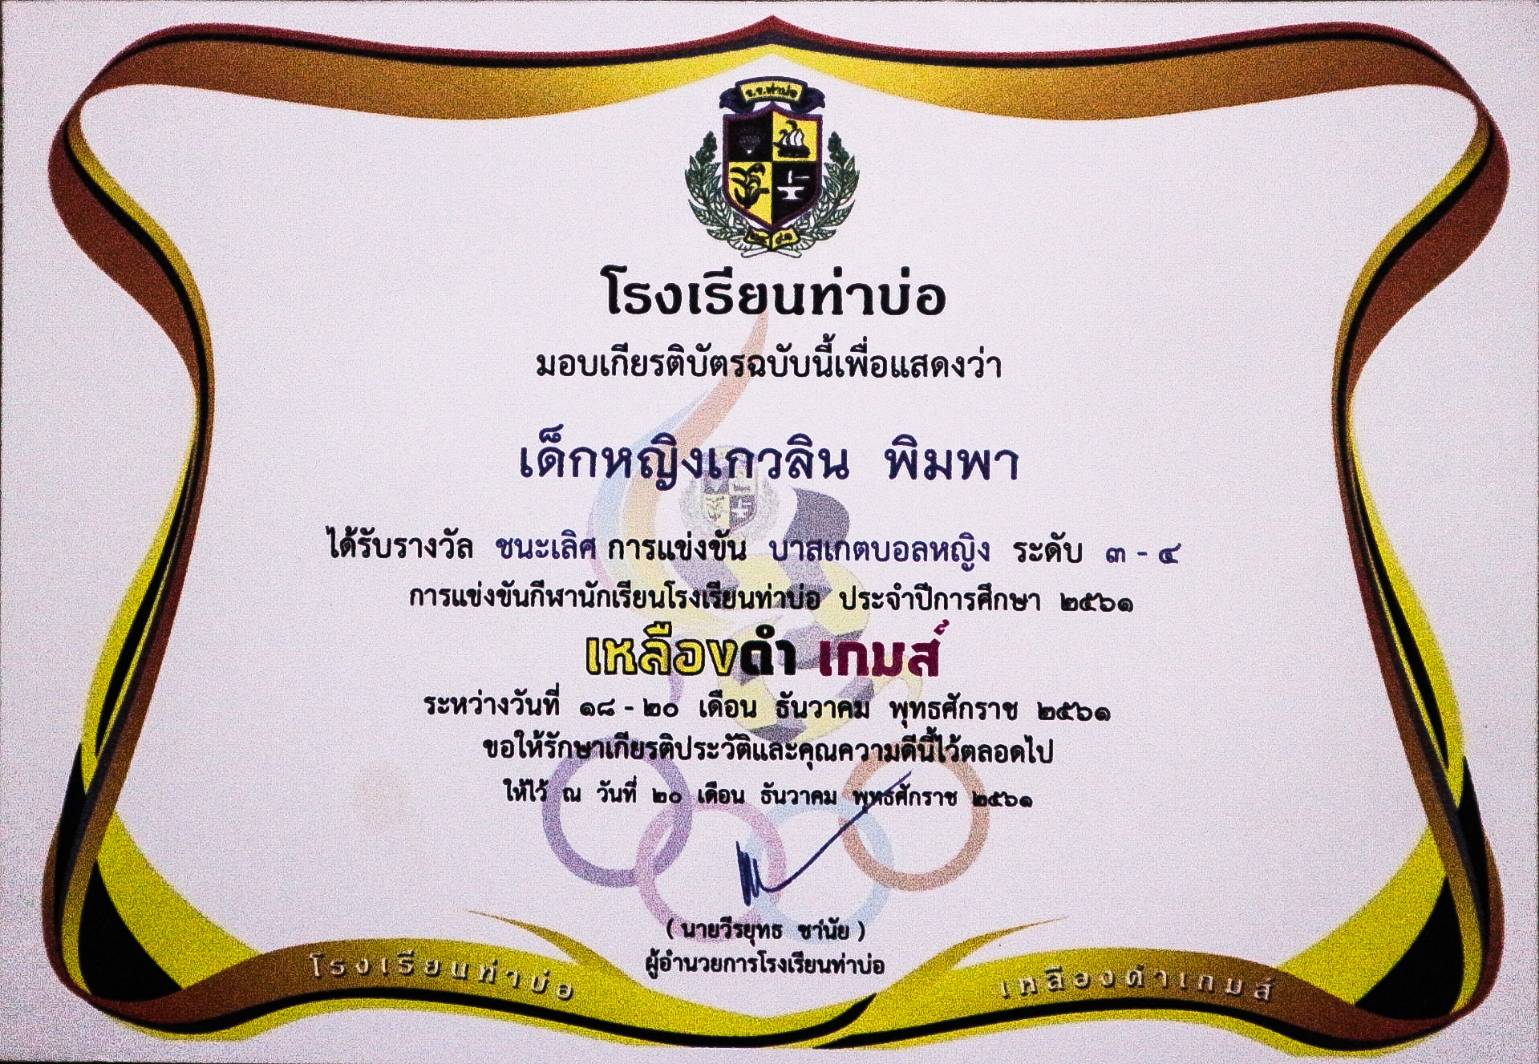 ร.ร.ท่าบ่อ
โรงเรียนท่าบ่อ
มอบเกียรติบัตรฉบับนี้เพื่อแสดงว่า
เด็กหญิงเกวลิน พิมพา
ได้รับรางวัล ชนะเลิศ การแข่งขัน บาสเกตบอลหญิง ระดับ ๓ - ๔
การแข่งขันกีฬานักเรียนโรงเรียนท่าบ่อ ประจำปีการศึกษา ๒๕๖๑
เหลืองดำ เกมส์
ระหว่างวันที่ ๑๘ - ๒๐ เดือน ธันวาคม พุทธศักราช ๒๕๖๑
ขอให้รักษาเกียรติประวัติและคุณความดีนี้ไว้ตลอดไป
ให้ไว้ ณ วันที่ ๒๐ เดือน ธันวาคม พุทธศักราช ๒๕๖๑
( นายวีรยุทธ ชานัย )
ผู้อำนวยการโรงเรียนท่าบ่อ
โรงเรียนท่าบ่อ
เหลืองดำเกมส์